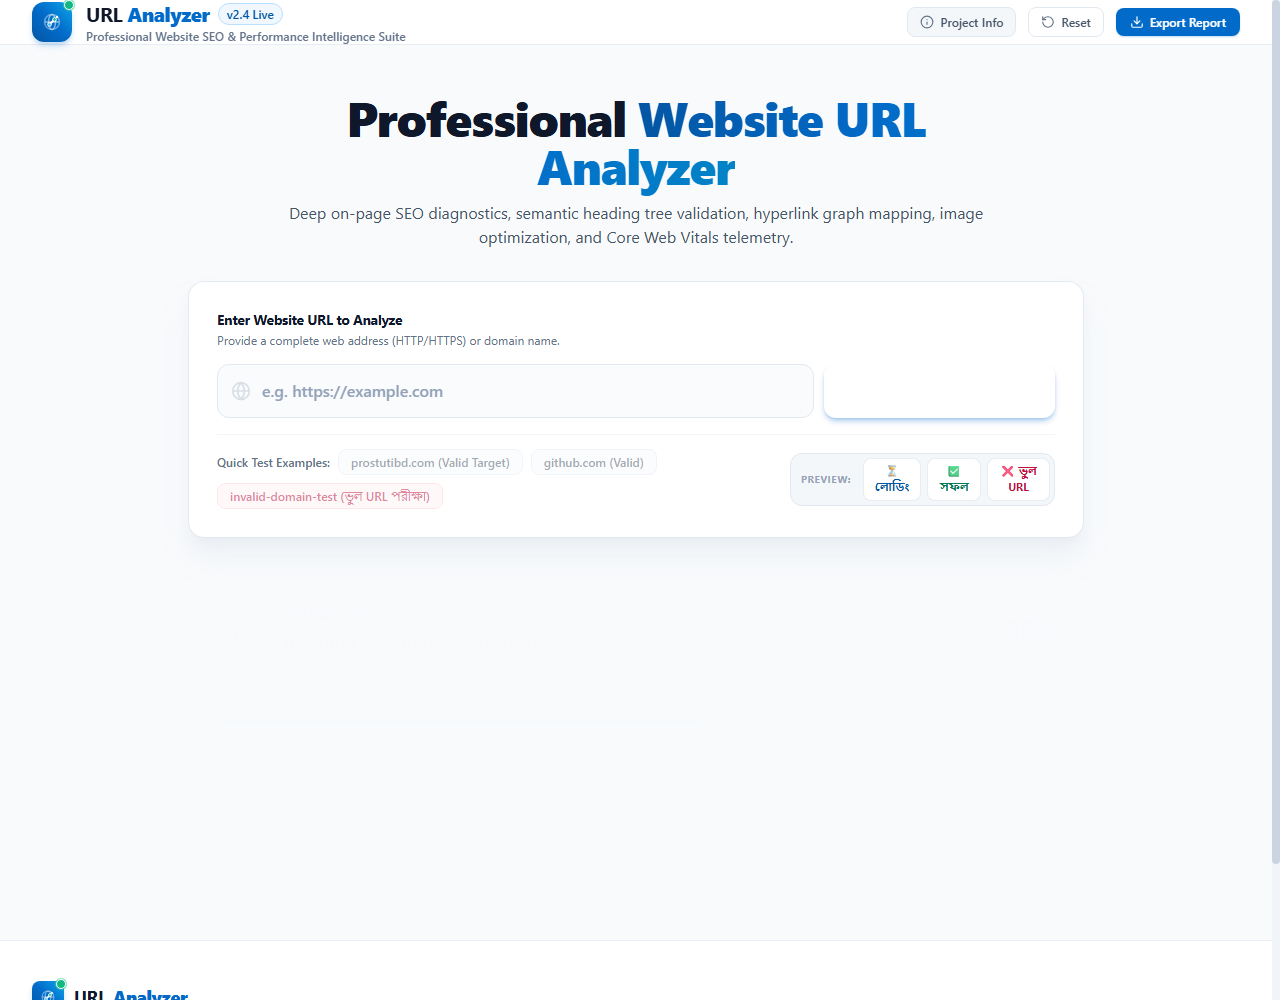 URL Analyzer v2.4 Live
Professional Website SEO & Performance Intelligence Suite
Project Info
Reset
Export Report
Professional Website URL
Analyzer
Deep on-page SEO diagnostics, semantic heading tree validation, hyperlink graph mapping, image
optimization, and Core Web Vitals telemetry.
Enter Website URL to Analyze
Provide a complete web address (HTTP/HTTPS) or domain name.
e.g. https://example.com
Quick Test Examples:
prostutibd.com (Valid Target)
github.com (Valid)
invalid-domain-test (ভুল URL পরীক্ষা)
PREVIEW:
⏳
লোডিং
✅
সফল
❌ ভুল
URL
URL Analyzer